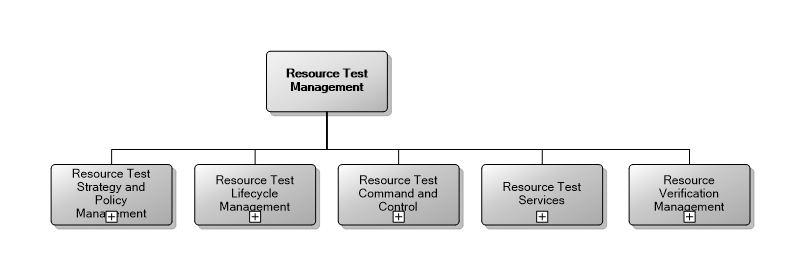 Resource Test
Management
Resource Test
Strategy and
Policy
Management
Resource Test
Lifecycle
Management
Resource Test
Command and
Control
Resource Test
Services
Resource
Verification
Management